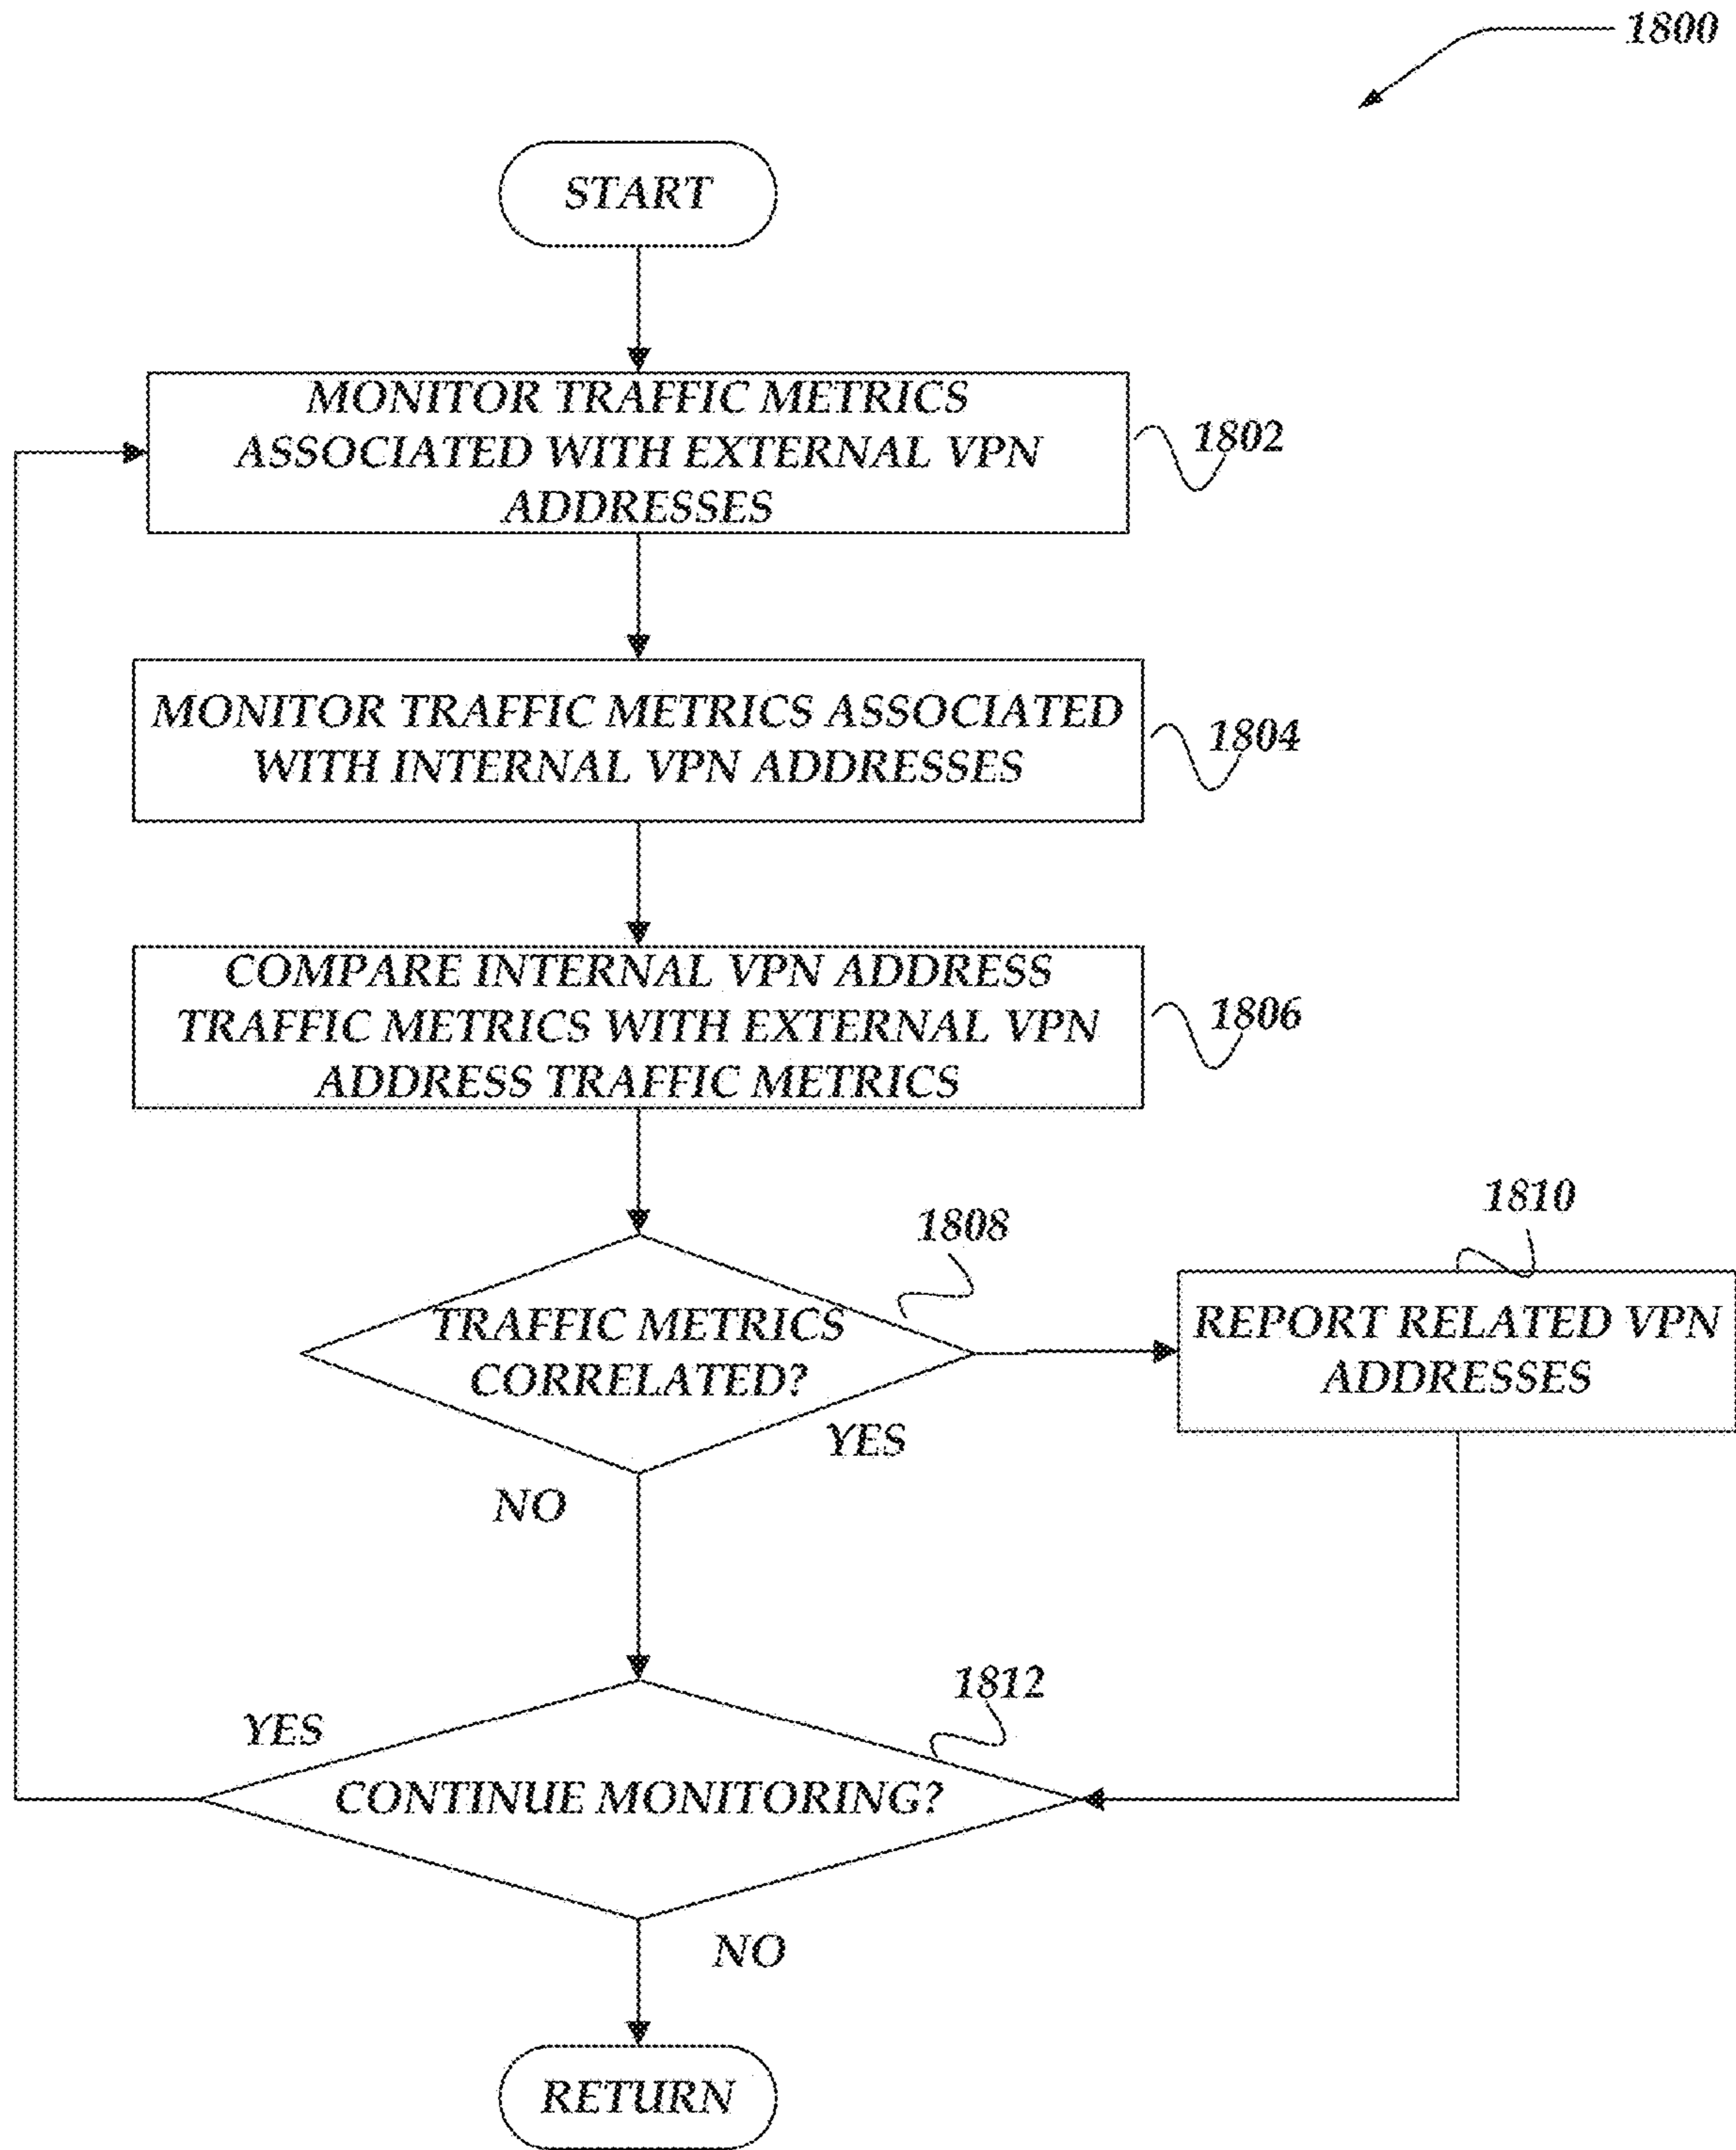 1800
START
MONITOR TRAFFIC METRICS
ASSOCIATED WITH EXTERNAL VPN
ADDRESSES
1802
MONITOR TRAFFIC METRICS ASSOCIATED
WITH INTERNAL VPN ADDRESSES
1804
COMPARE INTERNAL VPN ADDRESS
TRAFFIC METRICS WITH EXTERNAL VPN
ADDRESS TRAFFIC METRICS
1806
1808
TRAFFIC METRICS
CORRELATED?
YES
NO
1810
REPORT RELATED VPN
ADDRESSES
1812
YES
CONTINUE MONITORING?
NO
RETURN